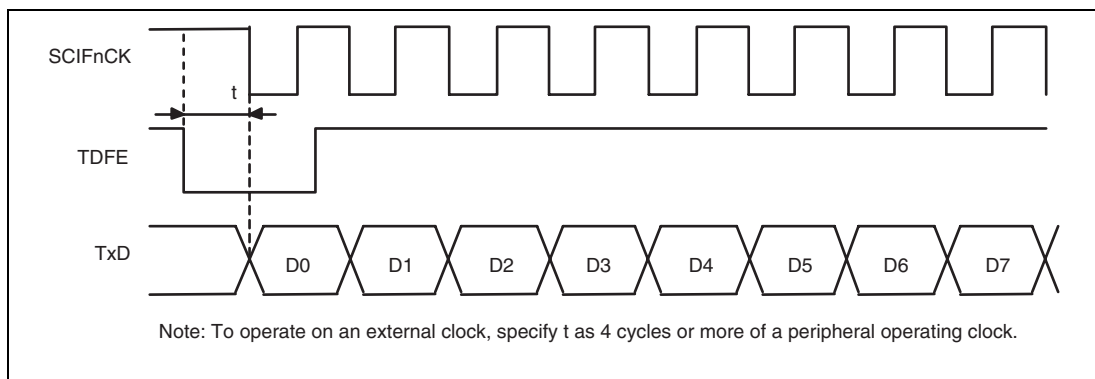 SCIFnCK
t
TDFE
TxD
D0 D1 D2 D3 D4 D5 D6 D7
Note: To operate on an external clock, specify t as 4 cycles or more of a peripheral operating clock.